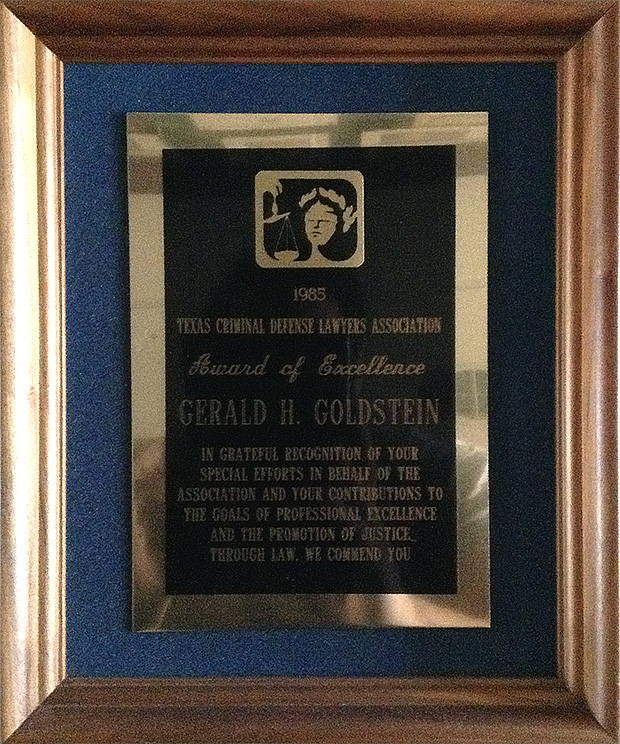 1985
TEXAS CRIMINAL DEFENSE LAWYERS ASSOCIATION
Award of Excellence
GERALD H. GOLDSTEIN
IN GRATEFUL RECOGNITION OF YOUR
SPECIAL EFFORTS IN BEHALF OF THE
ASSOCIATION AND YOUR CONTRIBUTIONS TO
THE GOALS OF PROFESSIONAL EXCELLENCE
AND THE PROMOTION OF JUSTICE
THROUGH LAW. WE COMMEND YOU